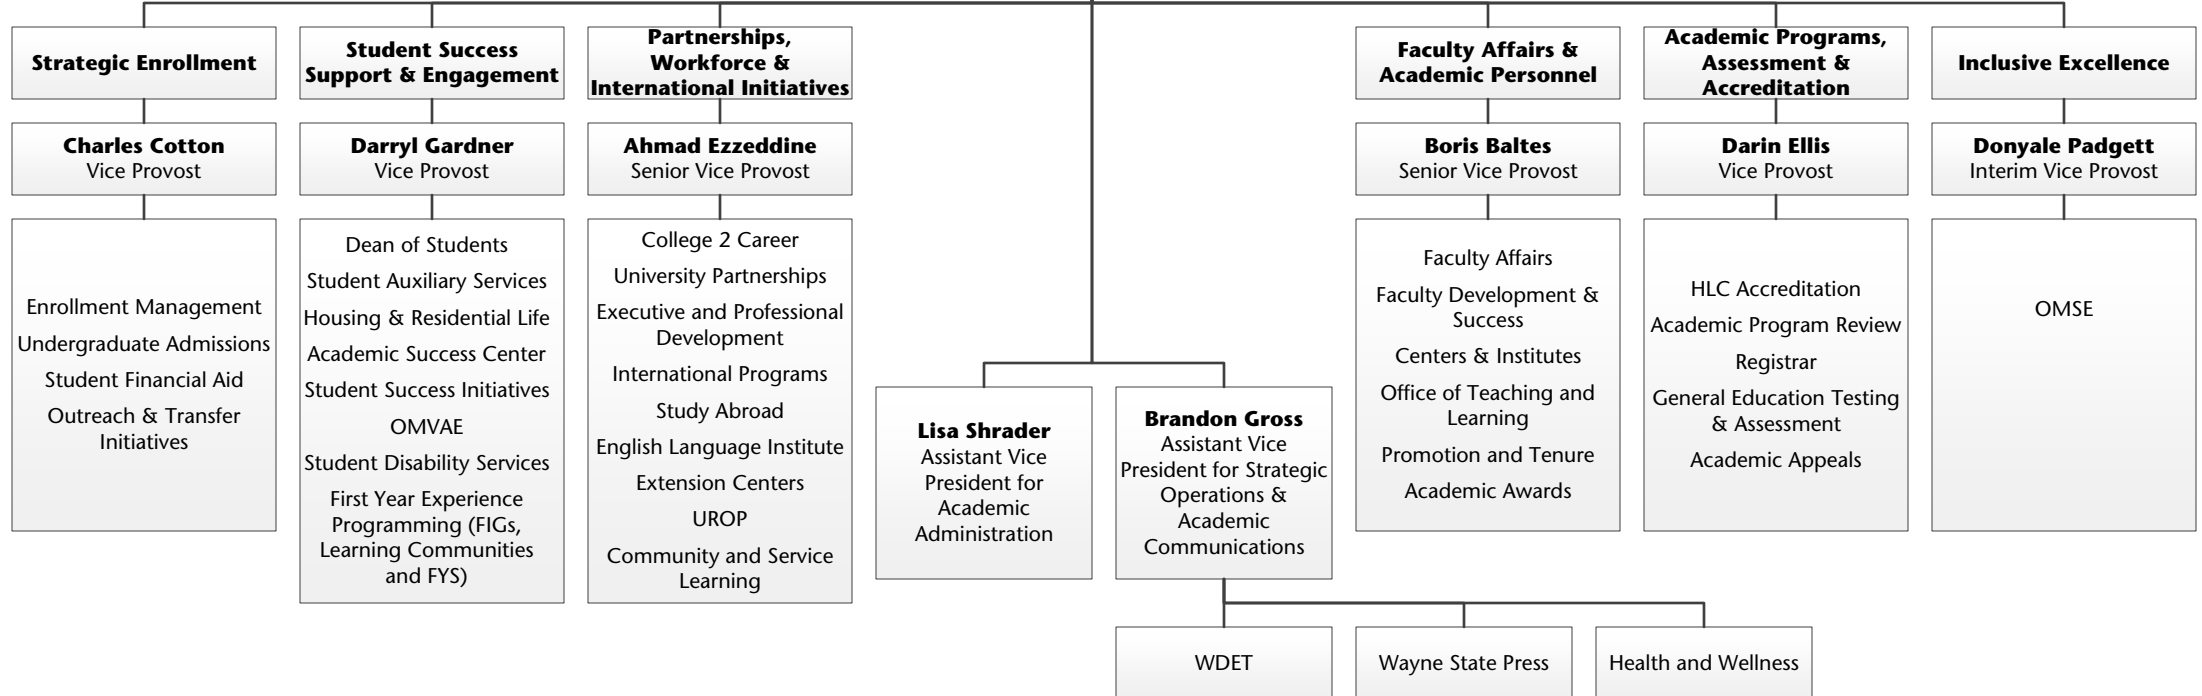 Strategic Enrollment
Charles Cotton
Vice Provost
Enrollment Management
Undergraduate Admissions
Student Financial Aid
Outreach & Transfer
Initiatives
Student Success
Support & Engagement
Darryl Gardner
Vice Provost
Dean of Students
Student Auxiliary Services
Housing & Residential Life
Academic Success Center
Student Success Initiatives
OMVAE
Student Disability Services
First Year Experience
Programming (FIGs,
Learning Communities
and FYS)
Partnerships,
Workforce &
International Initiatives
Ahmad Ezzeddine
Senior Vice Provost
College 2 Career
University Partnerships
Executive and Professional
Development
International Programs
Study Abroad
English Language Institute
Extension Centers
UROP
Community and Service
Learning
Lisa Shrader
Assistant Vice
President for
Academic
Administration
Brandon Gross
Assistant Vice
President for Strategic
Operations &
Academic
Communications
WDET
Wayne State Press
Health and Wellness
Faculty Affairs &
Academic Personnel
Boris Baltes
Senior Vice Provost
Faculty Affairs
Faculty Development &
Success
Centers & Institutes
Office of Teaching and
Learning
Promotion and Tenure
Academic Awards
Academic Programs,
Assessment &
Accreditation
Darin Ellis
Vice Provost
HLC Accreditation
Academic Program Review
Registrar
General Education Testing
& Assessment
Academic Appeals
Inclusive Excellence
Donyale Padgett
Interim Vice Provost
OMSE